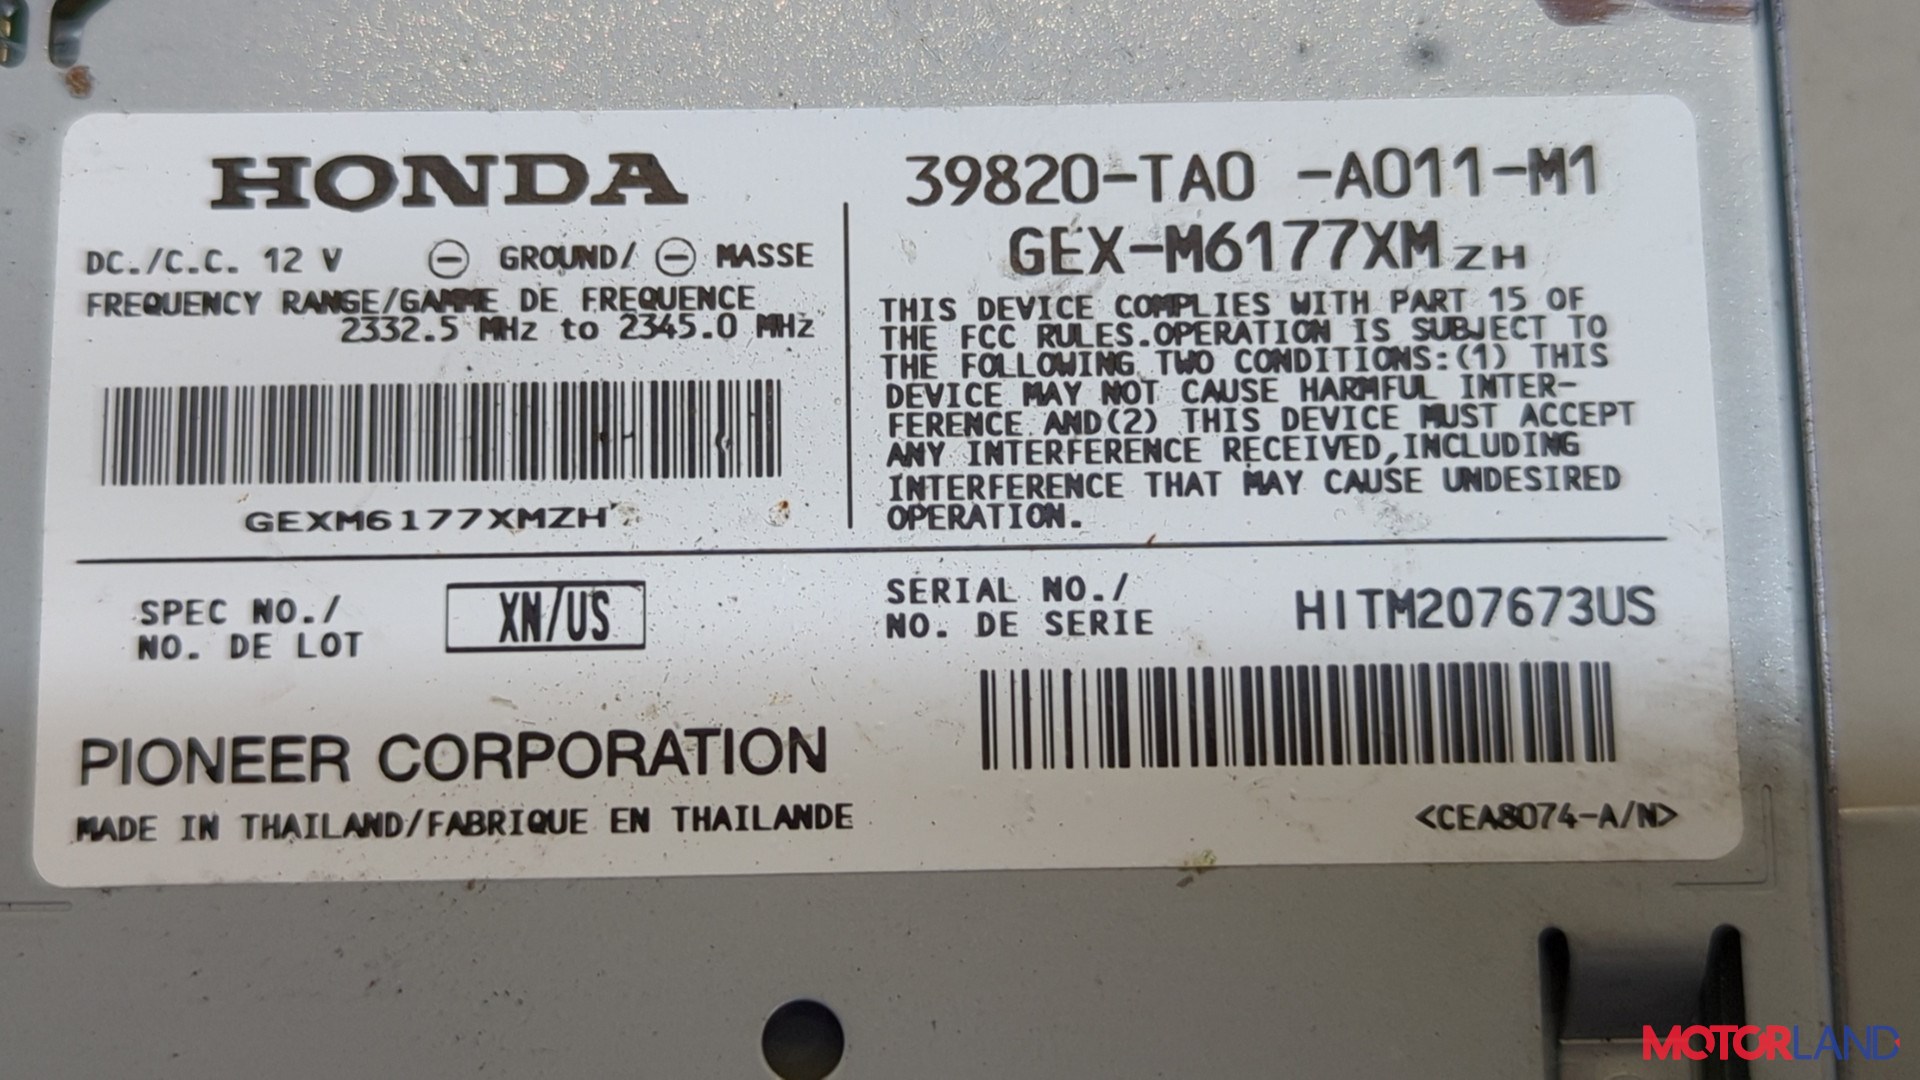 HONDA
DC./C.C. 12 V ⊖ GROUND/ ⊖ MASSE
FREQUENCY RANGE/GAMME DE FREQUENCE
2332.5 MHz to 2345.0 MHz
GEXM6177XMZH
39820-TA0 -A011-M1
GEX-M6177XM ZH
THIS DEVICE COMPLIES WITH PART 15 OF
THE FCC RULES.OPERATION IS SUBJECT TO
THE FOLLOWING TWO CONDITIONS:(1) THIS
DEVICE MAY NOT CAUSE HARMFUL INTER-
FERENCE AND(2) THIS DEVICE MUST ACCEPT
ANY INTERFERENCE RECEIVED,INCLUDING
INTERFERENCE THAT MAY CAUSE UNDESIRED
OPERATION.
SPEC NO./
NO. DE LOT
XN/US
SERIAL NO./
NO. DE SERIE
HITM207673US
PIONEER CORPORATION
MADE IN THAILAND/FABRIQUE EN THAILANDE
<CEA8074-A/N>
MOTORLAND